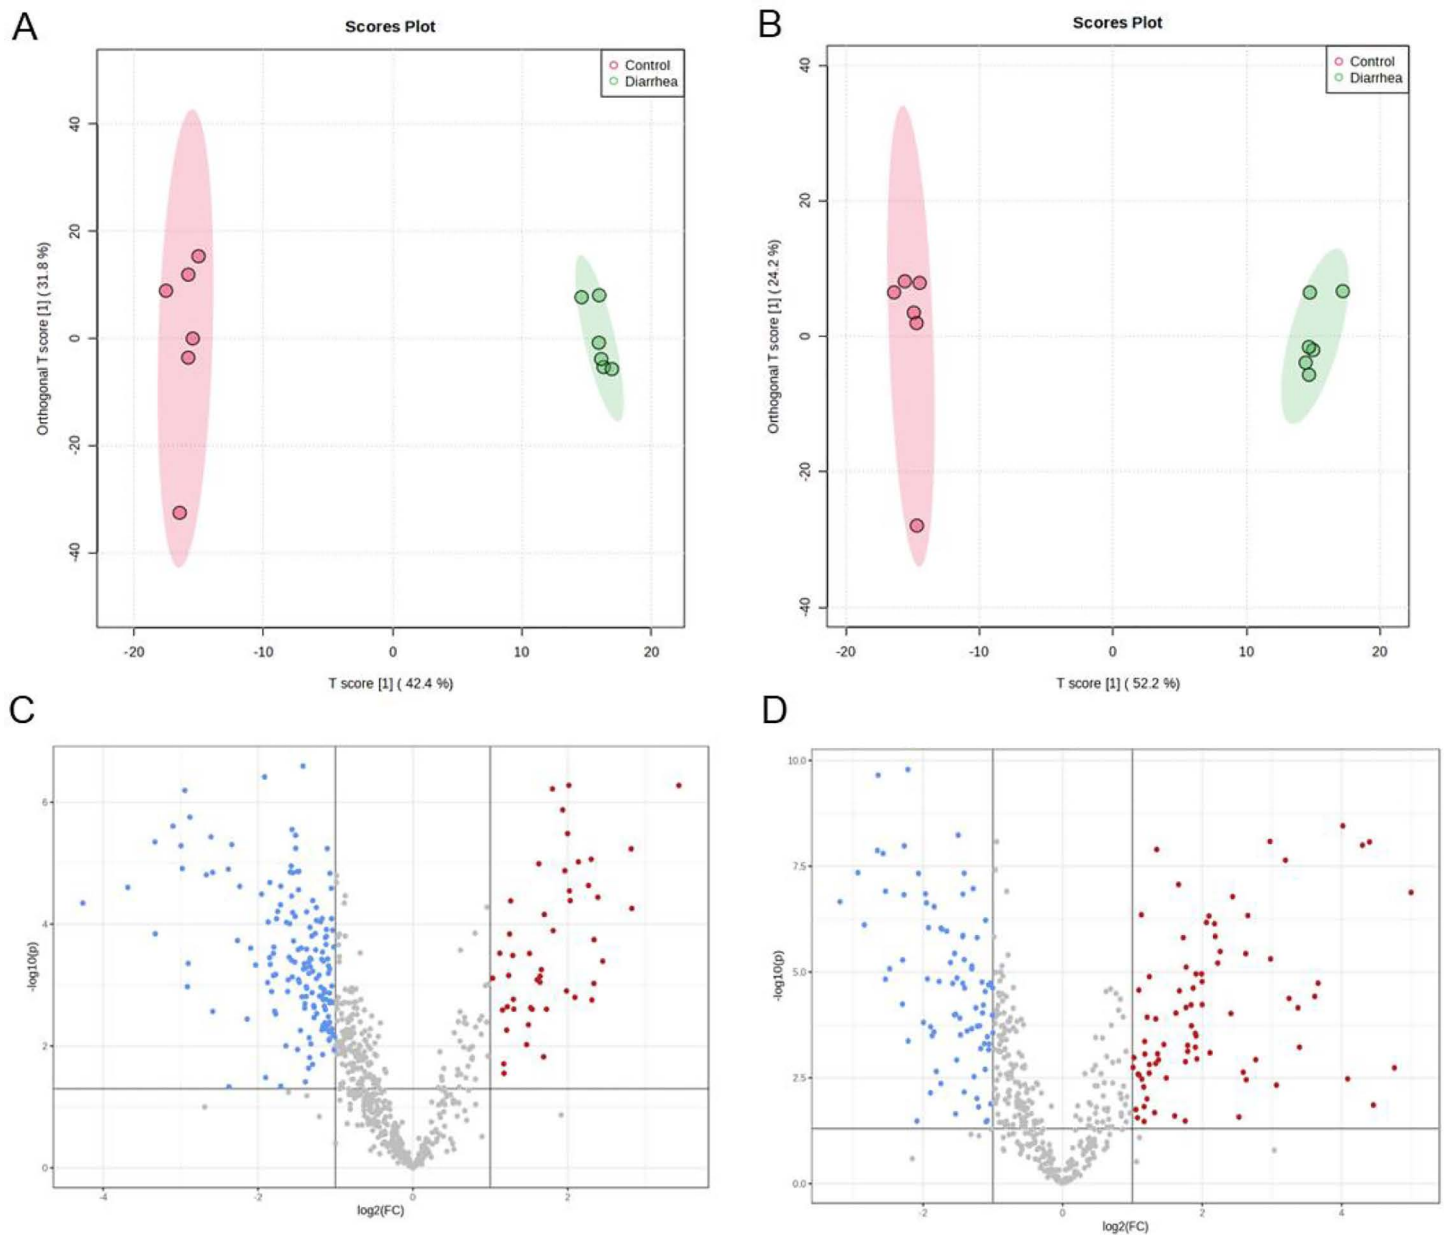 A
Scores Plot
Control
Diarrhea
Orthogonal T score [1] ( 31.8 %)
40
20
0
-20
-40
-20
-10
0
10
20
T score [1] ( 42.4 %)
B
Scores Plot
Control
Diarrhea
Orthogonal T score [1] ( 24.2 %)
40
20
0
-20
-40
-20
-10
0
10
20
T score [1] ( 52.2 %)
C
-log10(p)
6
4
2
0
-4
-2
0
2
log2(FC)
D
-log10(p)
10.0
7.5
5.0
2.5
0.0
-2
0
2
4
log2(FC)